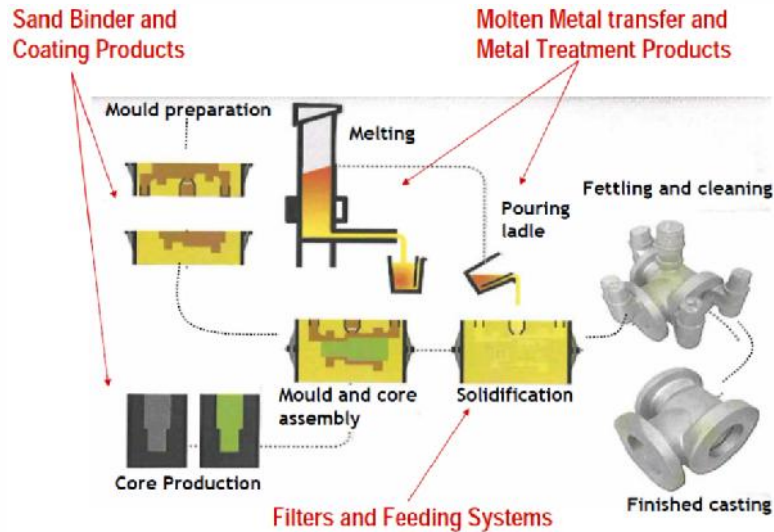 Sand Binder and
Coating Products
Molten Metal transfer and
Metal Treatment Products
Mould preparation
Melting
Pouring
ladle
Fettling and cleaning
Mould and core
assembly
Solidification
Core Production
Finished casting
Filters and Feeding Systems